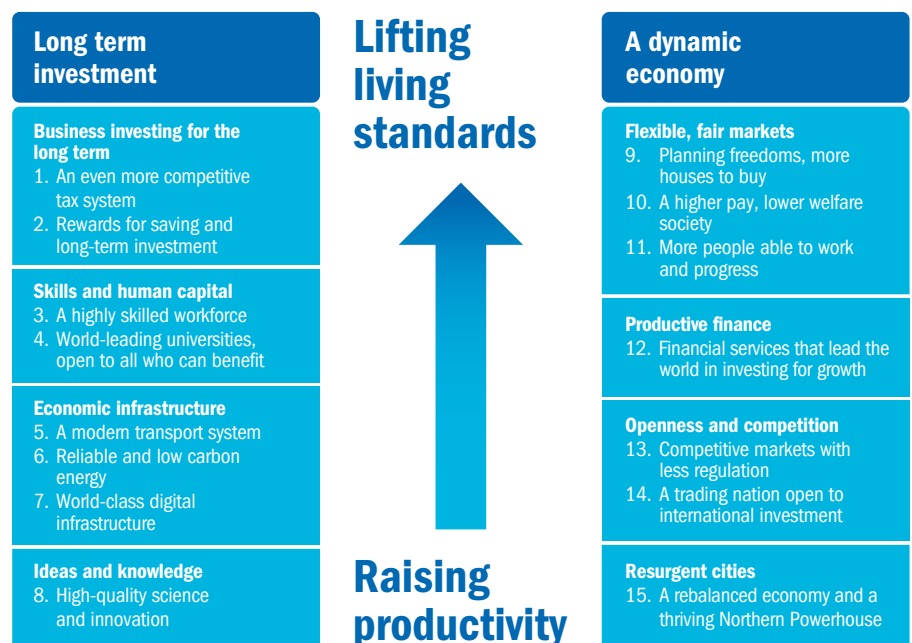 Long term
investment
Business investing for the
long term
1. An even more competitive
tax system
2. Rewards for saving and
long-term investment
Skills and human capital
3. A highly skilled workforce
4. World-leading universities,
open to all who can benefit
Economic infrastructure
5. A modern transport system
6. Reliable and low carbon
energy
7. World-class digital
infrastructure
Ideas and knowledge
8. High-quality science
and innovation
Lifting
living
standards
Raising
productivity
A dynamic
economy
Flexible, fair markets
9. Planning freedoms, more
houses to buy
10. A higher pay, lower welfare
society
11. More people able to work
and progress
Productive finance
12. Financial services that lead the
world in investing for growth
Openness and competition
13. Competitive markets with
less regulation
14. A trading nation open to
international investment
Resurgent cities
15. A rebalanced economy and a
thriving Northern Powerhouse